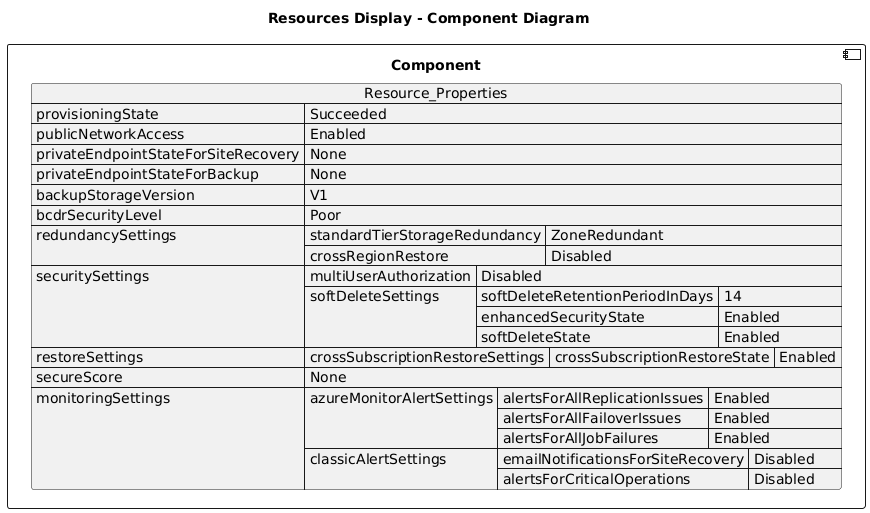 Resources Display - Component Diagram
Component
Resource_Properties
provisioningState Succeeded
publicNetworkAccess Enabled
privateEndpointStateForSiteRecovery None
privateEndpointStateForBackup None
backupStorageVersion V1
bcdrSecurityLevel Poor
redundancySettings standardTierStorageRedundancy ZoneRedundant
crossRegionRestore Disabled
securitySettings multiUserAuthorization Disabled
softDeleteSettings softDeleteRetentionPeriodInDays 14
enhancedSecurityState Enabled
softDeleteState Enabled
restoreSettings crossSubscriptionRestoreSettings crossSubscriptionRestoreState Enabled
secureScore None
monitoringSettings azureMonitorAlertSettings alertsForAllReplicationIssues Enabled
alertsForAllFailoverIssues Enabled
alertsForAllJobFailures Enabled
classicAlertSettings emailNotificationsForSiteRecovery Disabled
alertsForCriticalOperations Disabled